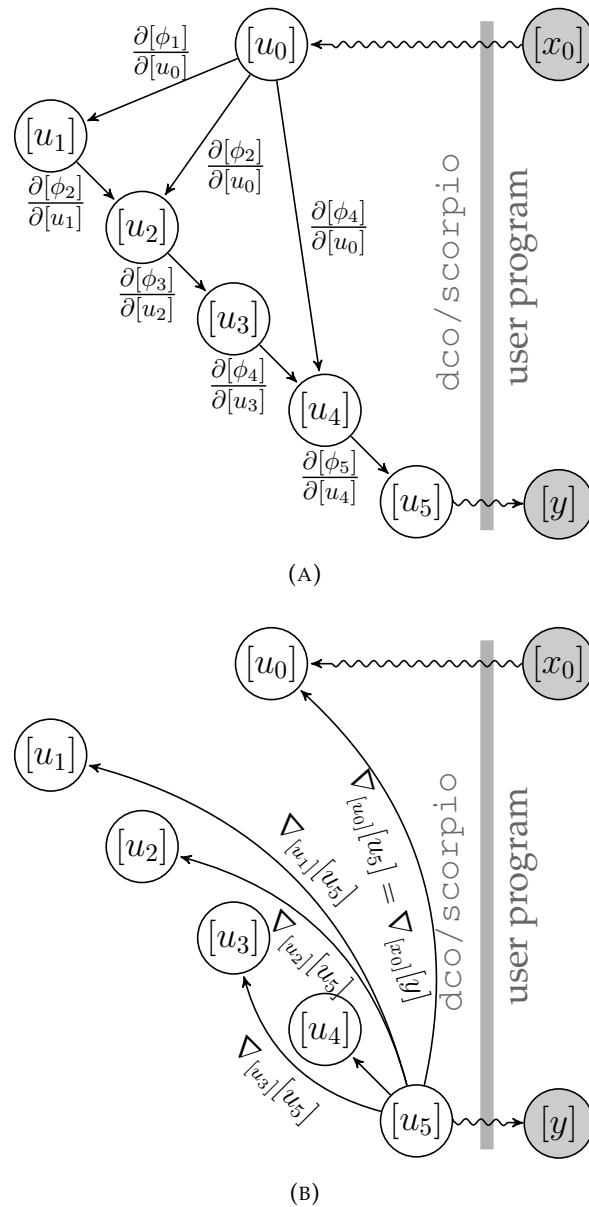 [u₀]
[x₀]
∂[φ₁]
∂[u₀]
[u₁]
∂[φ₂]
∂[u₁]
∂[φ₂]
∂[u₀]
[u₂]
∂[φ₄]
∂[u₀]
∂[φ₃]
∂[u₂]
[u₃]
∂[φ₄]
∂[u₃]
[u₄]
∂[φ₅]
∂[u₄]
[u₅]
[y]
dco/scorpio
user program
(A)
[u₀]
[x₀]
[u₁]
[u₂]
[u₃]
[u₄]
∇[u₀][u₅] = ∇[x₀][y]
∇[u₁][u₅]
∇[u₂][u₅]
∇[u₃][u₅]
[u₅]
[y]
dco/scorpio
user program
(B)